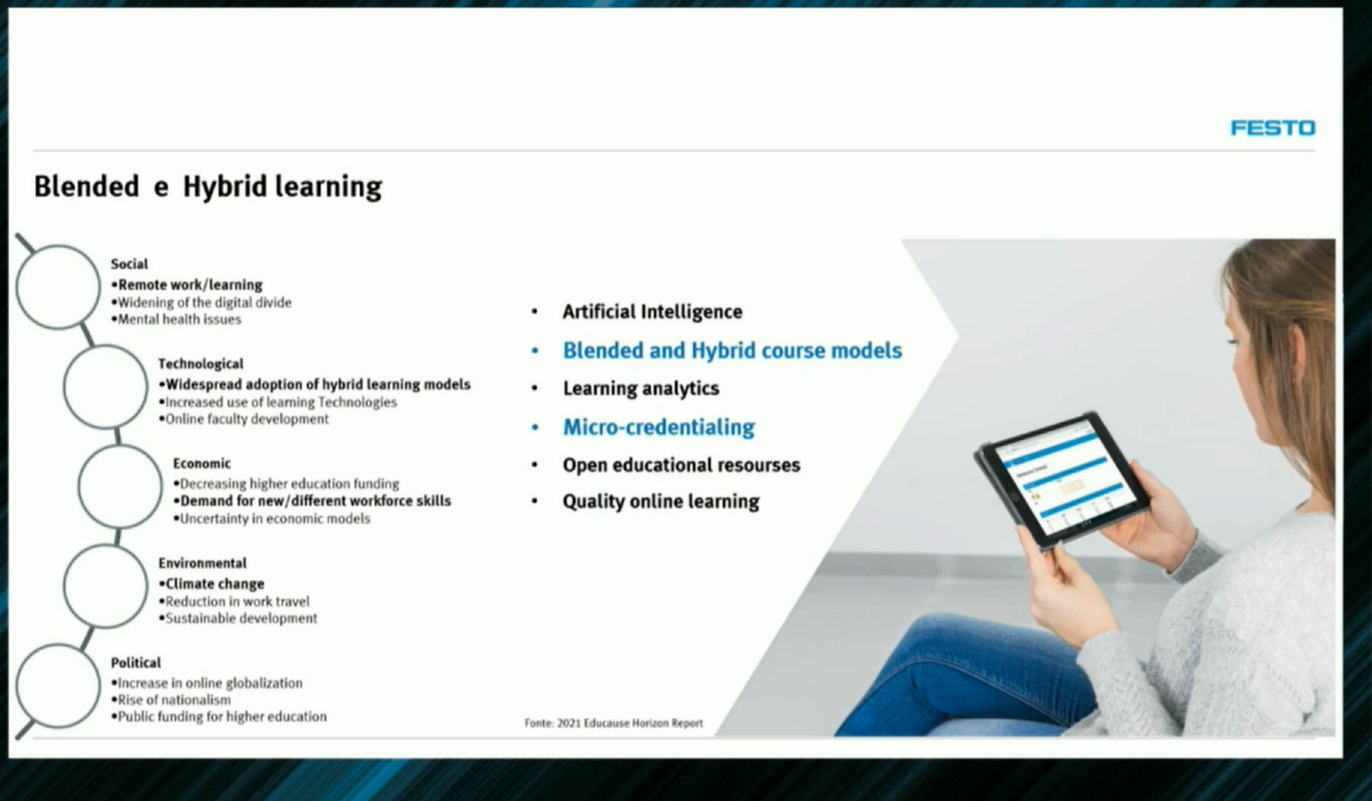 FESTO
Blended e Hybrid learning
Social
•Remote work/learning
•Widening of the digital divide
•Mental health issues
Technological
•Widespread adoption of hybrid learning models
•Increased use of learning Technologies
•Online faculty development
Economic
•Decreasing higher education funding
•Demand for new/different workforce skills
•Uncertainty in economic models
Environmental
•Climate change
•Reduction in work travel
•Sustainable development
Political
•Increase in online globalization
•Rise of nationalism
•Public funding for higher education
• Artificial Intelligence
• Blended and Hybrid course models
• Learning analytics
• Micro-credentialing
• Open educational resourses
• Quality online learning
Fonte: 2021 Educause Horizon Report